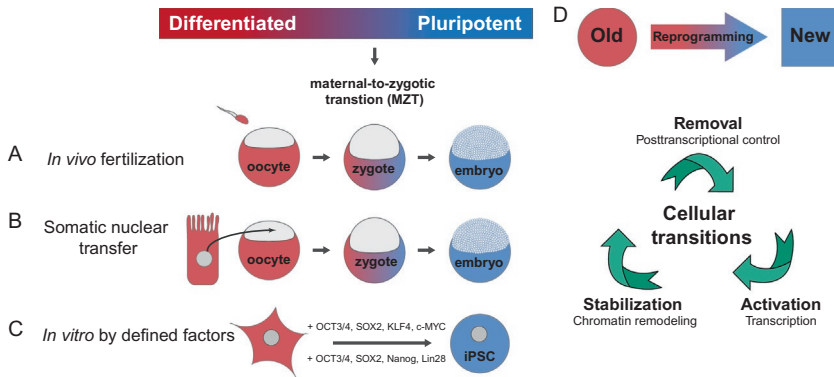 Differentiated Pluripotent
maternal-to-zygotic
transtion (MZT)
A In vivo fertilization
oocyte zygote embryo
B Somatic nuclear
transfer
oocyte zygote embryo
C In vitro by defined factors
+ OCT3/4, SOX2, KLF4, c-MYC
+ OCT3/4, SOX2, Nanog, Lin28
iPSC
D
Old Reprogramming New
Removal
Posttranscriptional control
Cellular
transitions
Stabilization
Chromatin remodeling
Activation
Transcription